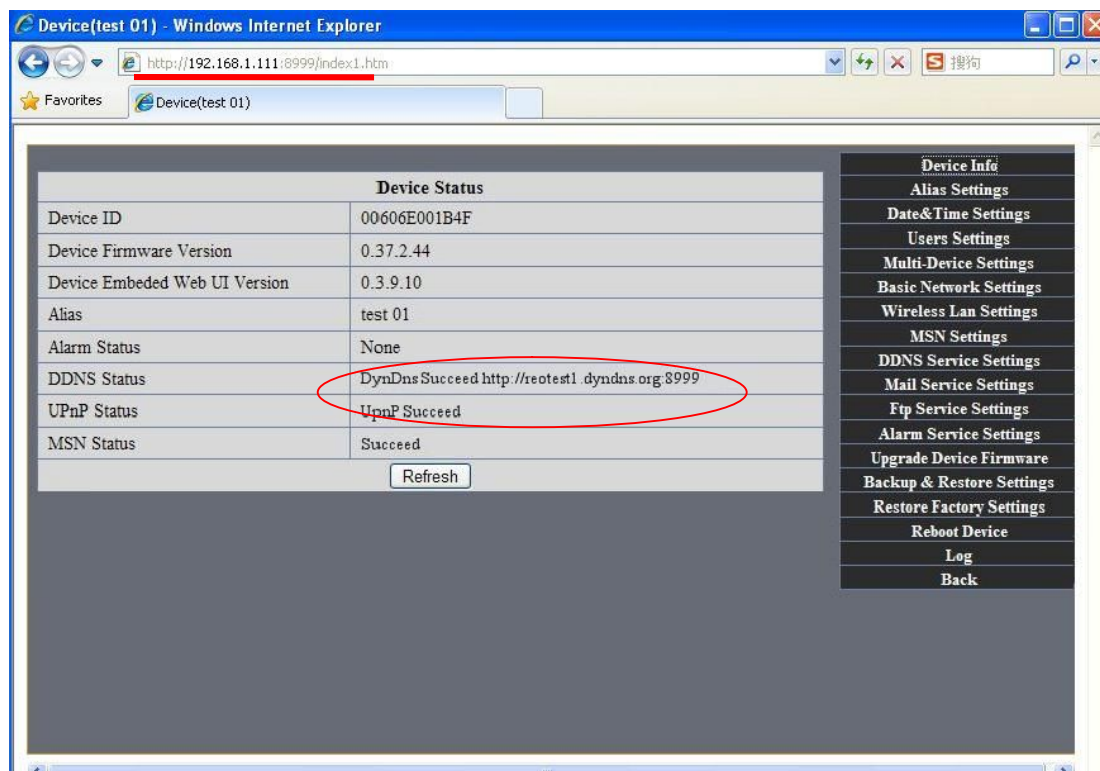 Device(test 01) - Windows Internet Explorer
http://192.168.1.111:8999/index1.htm
搜狗
Favorites
Device(test 01)
Device Status
Device ID 00606E001B4F
Device Firmware Version 0.37.2.44
Device Embeded Web UI Version 0.3.9.10
Alias test 01
Alarm Status None
DDNS Status DynDns Succeed http://reotest1.dyndns.org:8999
UPnP Status UpnP Succeed
MSN Status Succeed
Refresh
Device Info
Alias Settings
Date&Time Settings
Users Settings
Multi-Device Settings
Basic Network Settings
Wireless Lan Settings
MSN Settings
DDNS Service Settings
Mail Service Settings
Ftp Service Settings
Alarm Service Settings
Upgrade Device Firmware
Backup & Restore Settings
Restore Factory Settings
Reboot Device
Log
Back